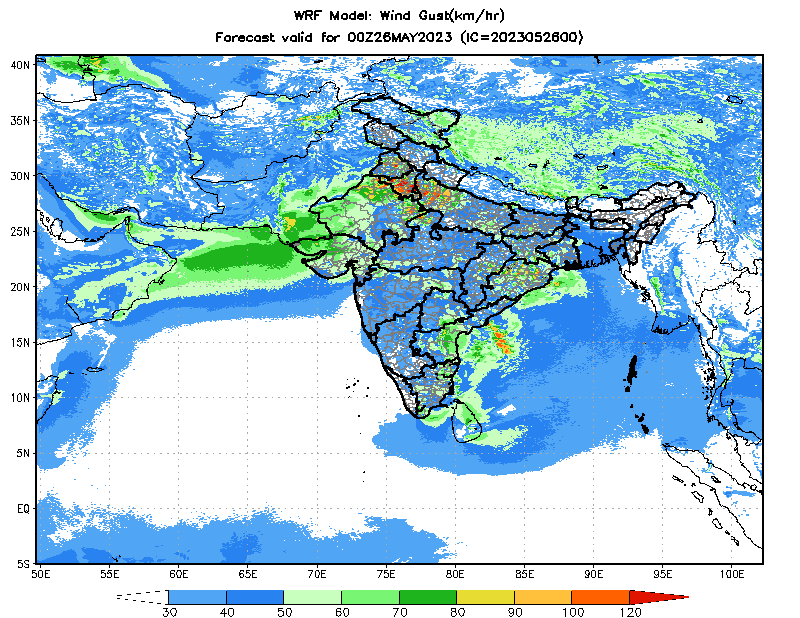 WRF Model: Wind Gust(km/hr)
Forecast valid for 00Z26MAY2023 (IC=2023052600)
40N
35N
30N
25N
20N
15N
10N
5N
EQ
5S
50E 55E 60E 65E 70E 75E 80E 85E 90E 95E 100E
30 40 50 60 70 80 90 100 120